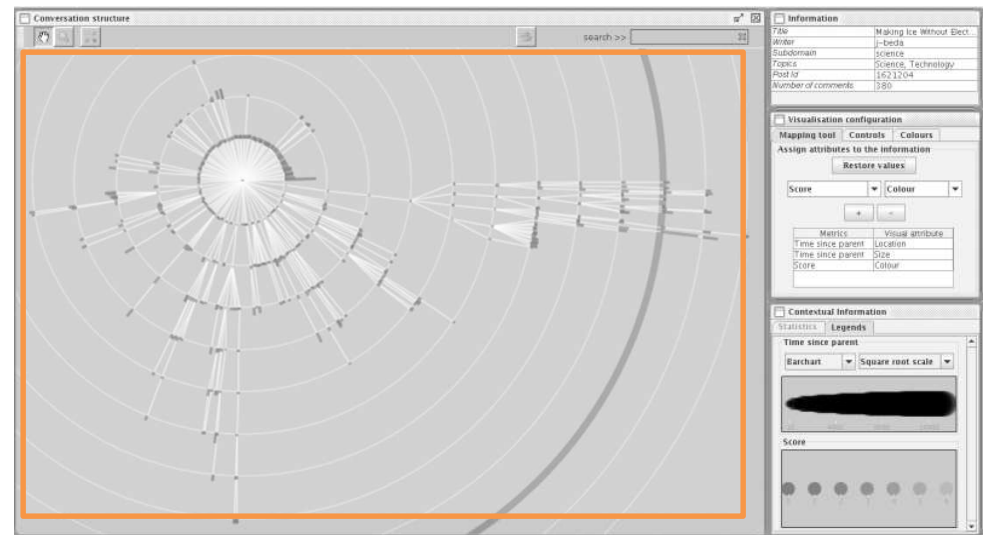 Conversation structure
search >>
Information
Title Making Ice Without Elect...
Writer j-beda
Subdomain science
Topics Science, Technology
Post Id 1621204
Number of comments 380
Visualisation configuration
Mapping tool Controls Colours
Assign attributes to the information
Restore values
Score Colour
+ -
Metrics Visual attribute
Time since parent Location
Time since parent Size
Score Colour
Contextual Information
Statistics Legends
Time since parent
Barchart Square root scale
Score